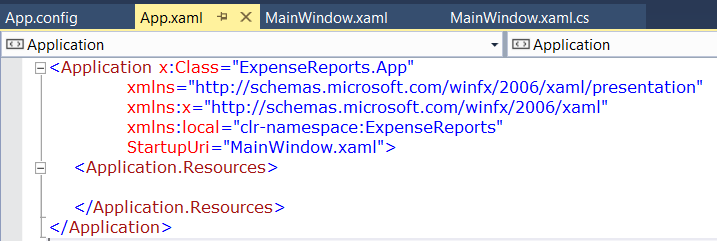 App.config App.xaml MainWindow.xaml MainWindow.xaml.cs
Application Application
<Application x:Class="ExpenseReports.App"
xmlns="http://schemas.microsoft.com/winfx/2006/xaml/presentation"
xmlns:x="http://schemas.microsoft.com/winfx/2006/xaml"
xmlns:local="clr-namespace:ExpenseReports"
StartupUri="MainWindow.xaml">
<Application.Resources>
</Application.Resources>
</Application>